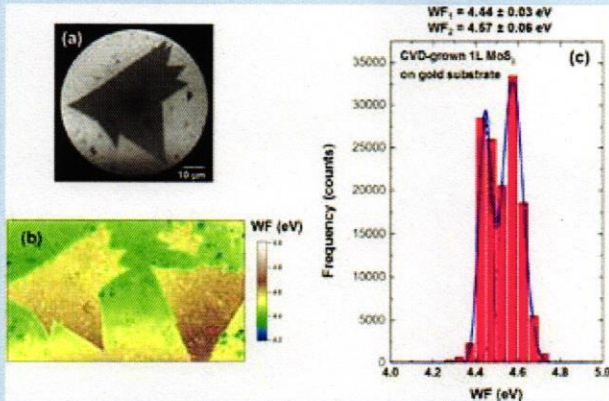 WF₁ = 4.44 ± 0.03 eV
WF₂ = 4.57 ± 0.06 eV
(a)
10 μm
(b)
WF (eV)
(c)
CVD-grown 1L MoS₂
on gold substrate
Frequency (counts)
35000
30000
25000
20000
15000
10000
5000
0
4.0
4.2
4.4
4.6
4.8
5.0
WF (eV)